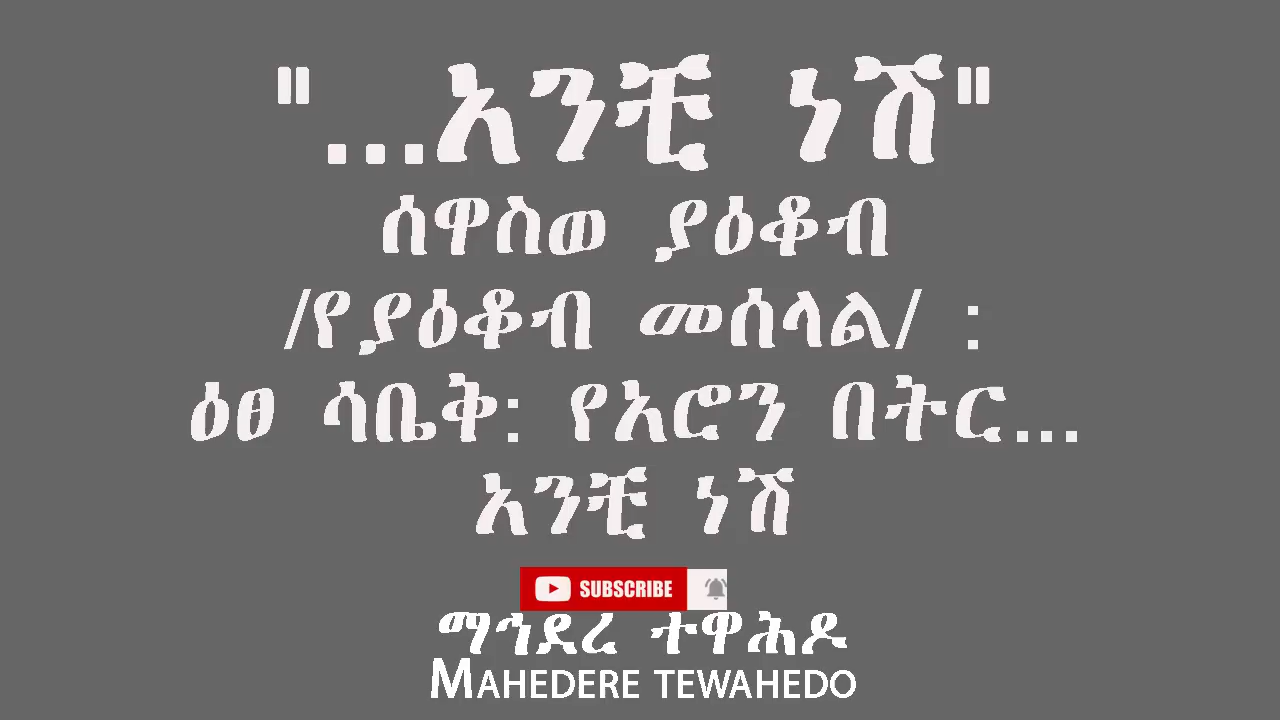 "...አንቺ ነሽ"
ሰዋስወ ያዕቆብ
/የያዕቆብ መሰላል/ :
ዕፀ ሳቤቅ: የአሮን በትር...
አንቺ ነሽ
SUBSCRIBE
ማኅደረ ተዋሕዶ
MAHEDERE TEWAHEDO